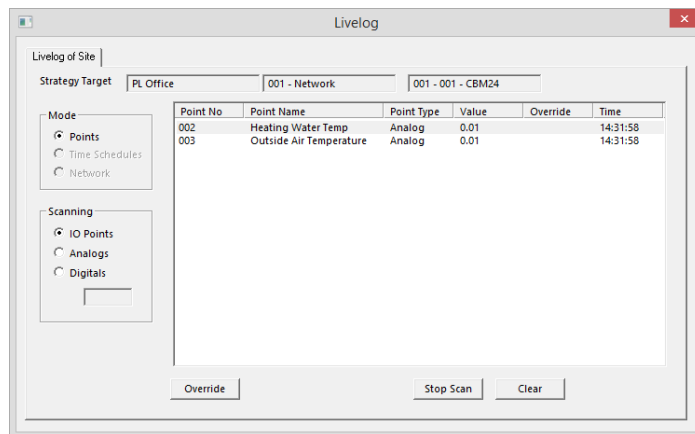 Livelog
Livelog of Site
Strategy Target PL Office 001 - Network 001 - 001 - CBM24
Mode
Points
Time Schedules
Network
Scanning
IO Points
Analogs
Digitals
Point No Point Name Point Type Value Override Time
002 Heating Water Temp Analog 0.01 14:31:58
003 Outside Air Temperature Analog 0.01 14:31:58
Override Stop Scan Clear